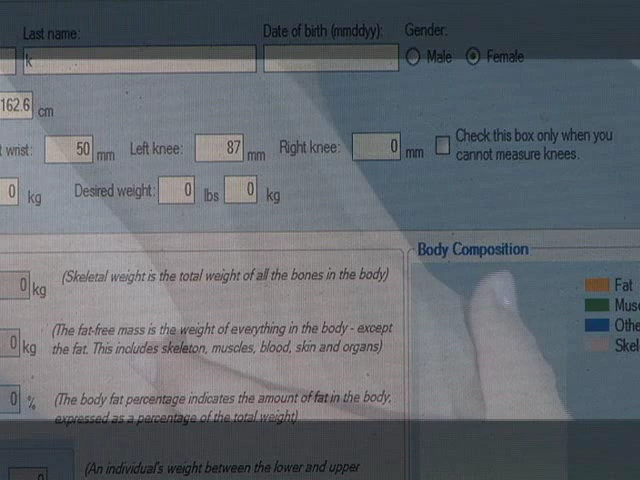 Last name:
Date of birth (mmddyy):
Gender:
k
Male
Female
162.6 cm
t wrist: 50 mm Left knee: 87 mm Right knee: 0 mm
Check this box only when you
cannot measure knees.
0 kg Desired weight: 0 lbs 0 kg
Body Composition
0 kg
(Skeletal weight is the total weight of all the bones in the body)
Fat
Musc
Othe
Skel
0 kg
(The fat-free mass is the weight of everything in the body - except
the fat. This includes skeleton, muscles, blood, skin and organs)
0 %
(The body fat percentage indicates the amount of fat in the body,
expressed as a percentage of the total weight)
0
(An individual's weight between the lower and upper